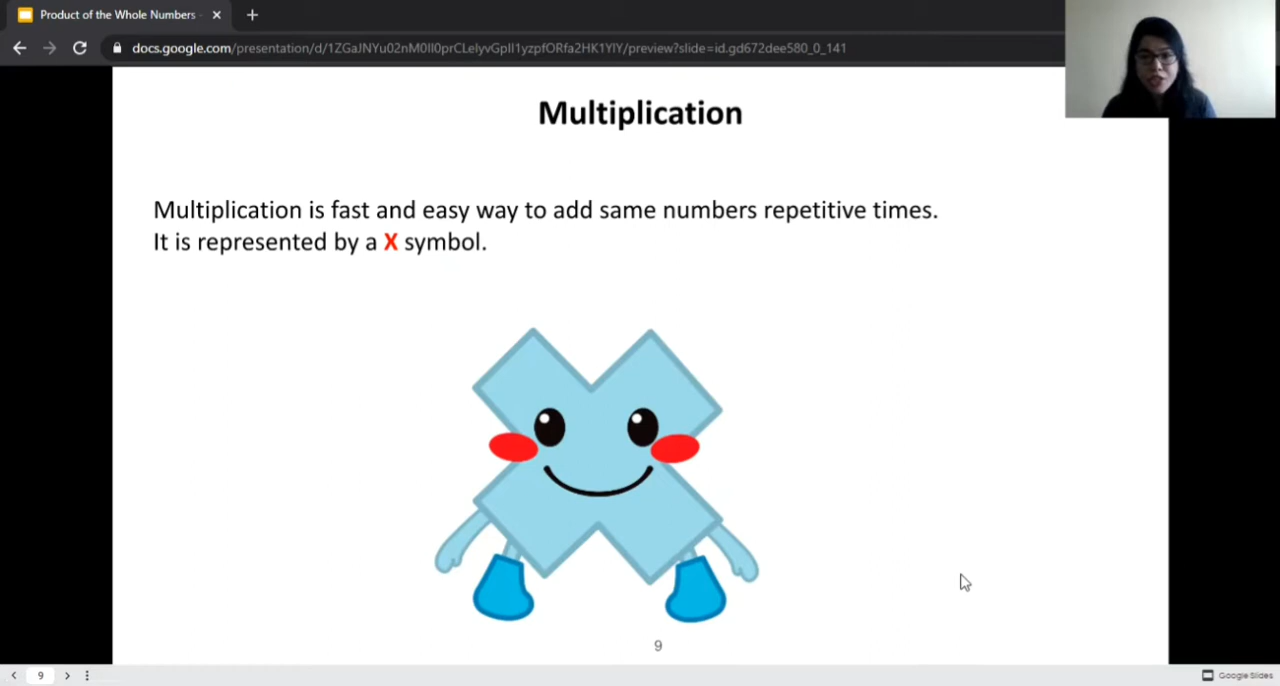 Product of the Whole Numbers -
docs.google.com/presentation/d/1ZGaJNYu02nM0Il0prCLelyvGpIl1yzpfORfa2HK1YlY/preview?slide=id.gd672dee580_0_141
Multiplication
Multiplication is fast and easy way to add same numbers repetitive times.
It is represented by a X symbol.
9
9
Google Slides